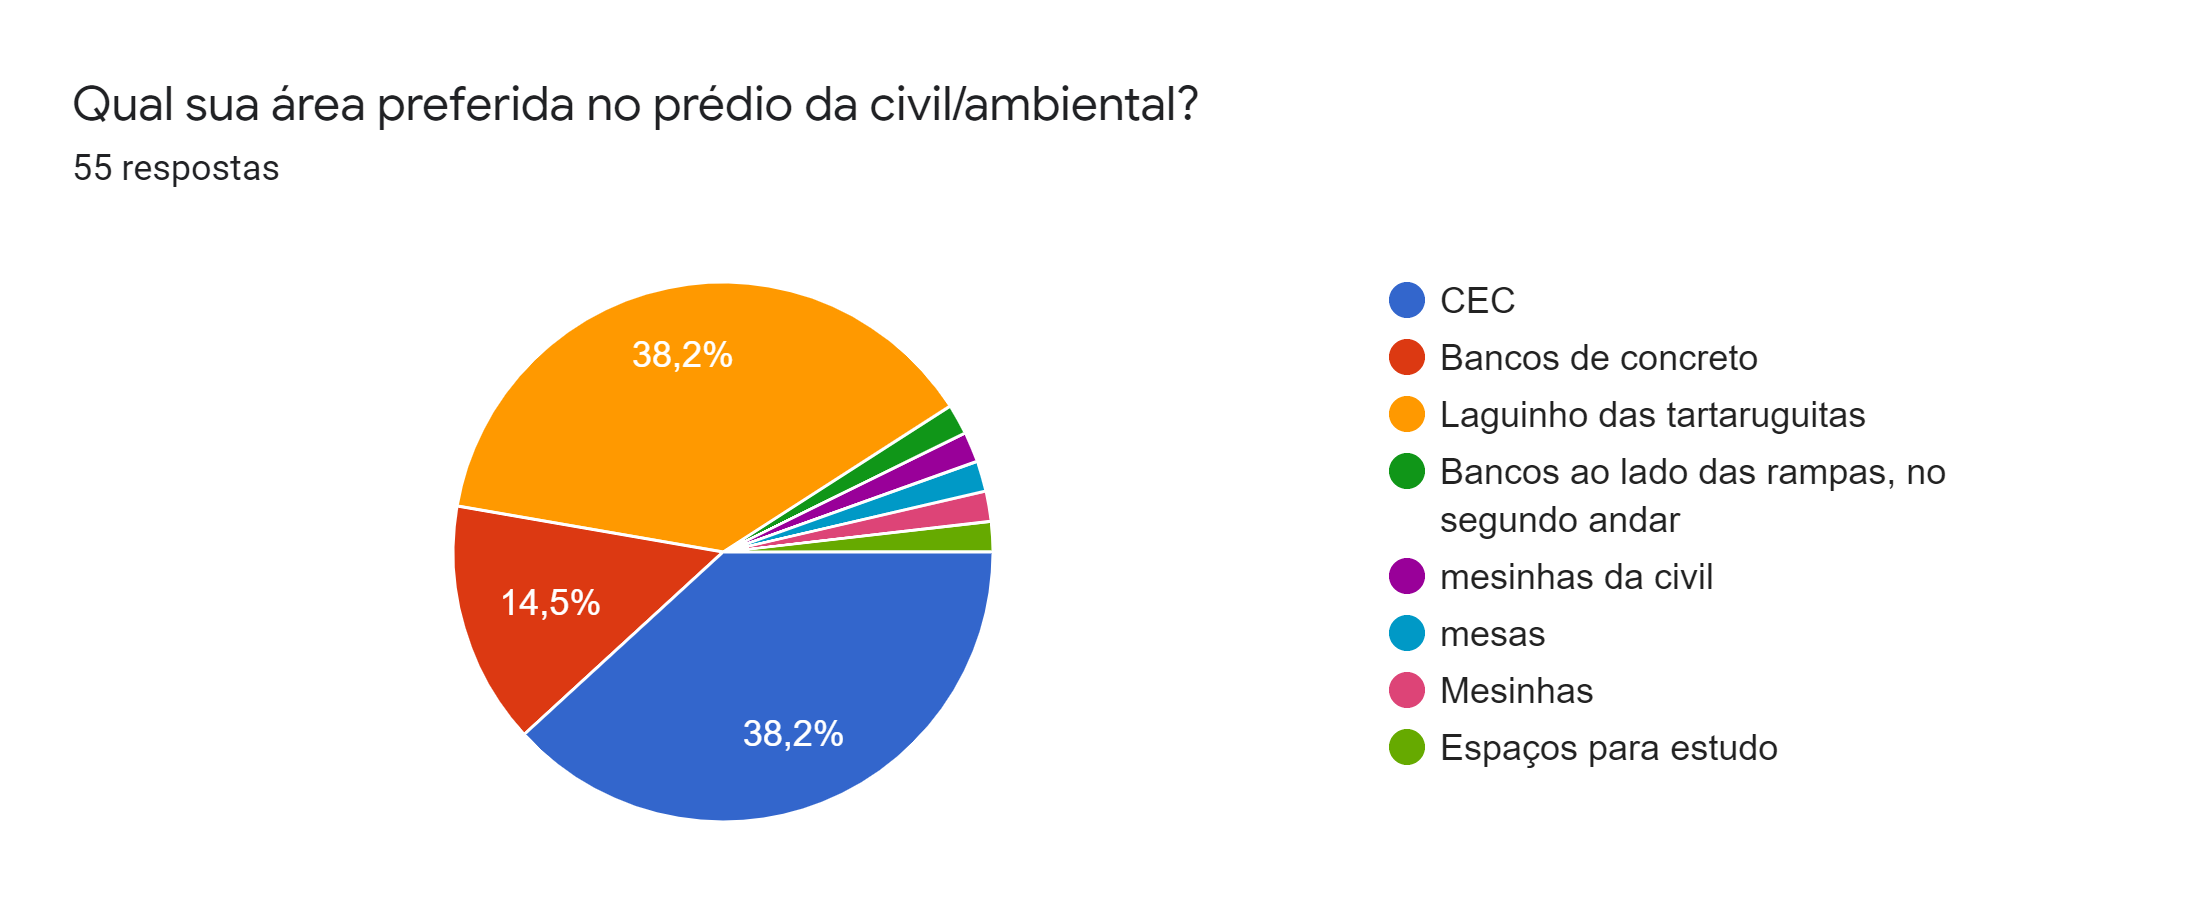 Qual sua área preferida no prédio da civil/ambiental?
55 respostas
38,2%
14,5%
38,2%
CEC
Bancos de concreto
Laguinho das tartaruguitas
Bancos ao lado das rampas, no
segundo andar
mesinhas da civil
mesas
Mesinhas
Espaços para estudo